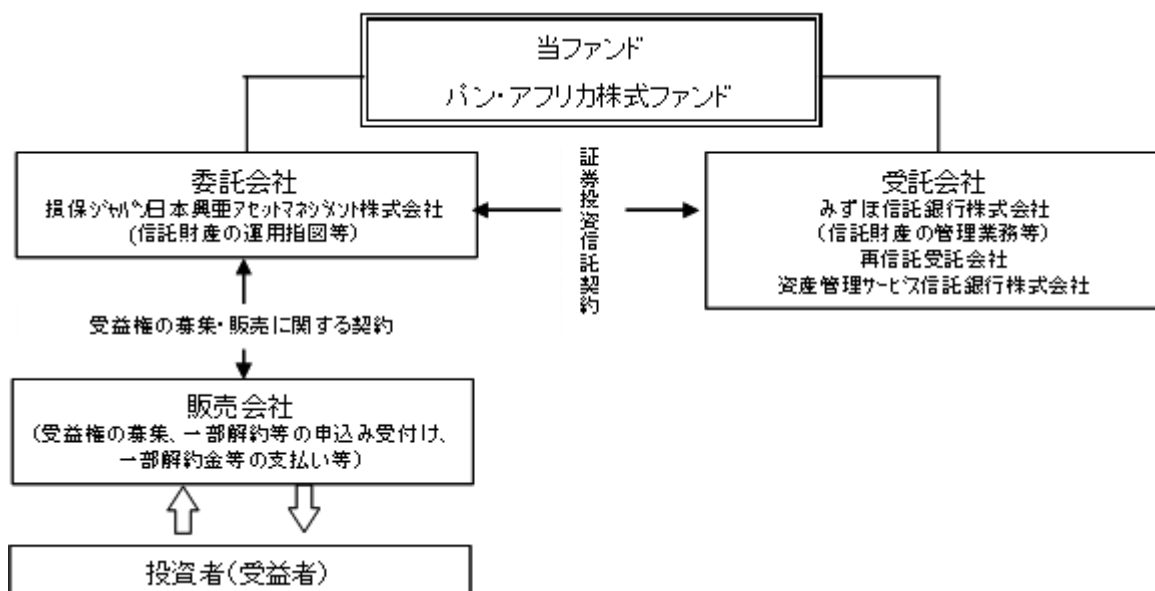 当ファンド
パン・アフリカ株式ファンド
委託会社
損保ジャパン日本興亜アセットマネジメント株式会社
(信託財産の運用指図等)
証券投資信託契約
受託会社
みずほ信託銀行株式会社
(信託財産の管理業務等)
再信託受託会社
資産管理サービス信託銀行株式会社
受益権の募集・販売に関する契約
販売会社
(受益権の募集、一部解約等の申込み受付け、
一部解約金等の支払い等)
投資者(受益者)